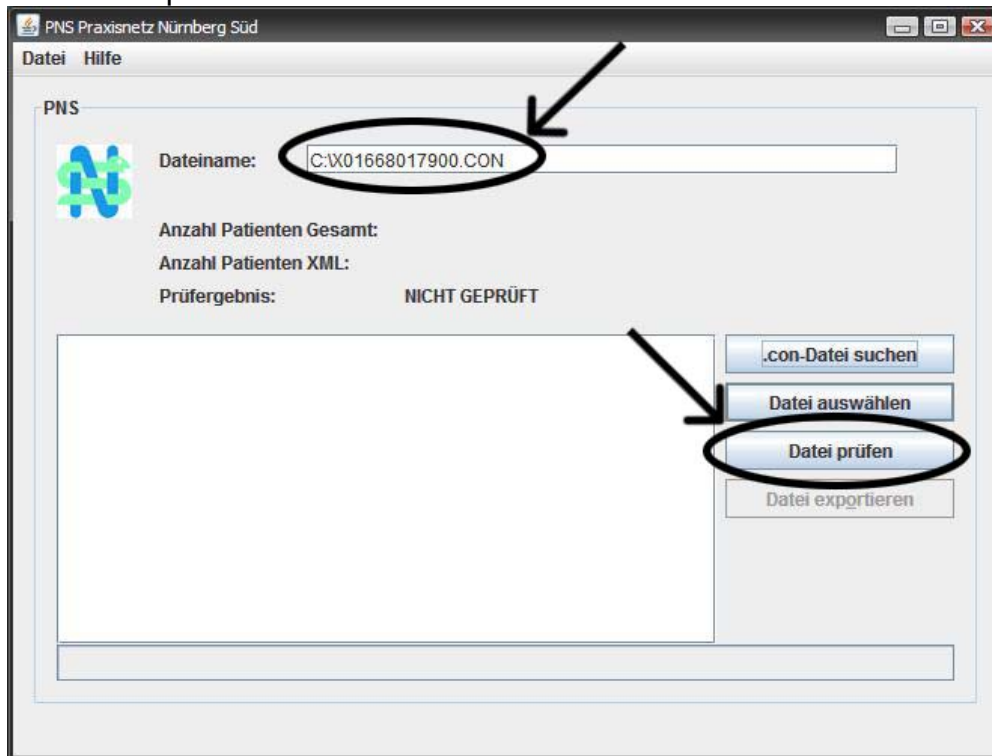 PNS Praxisnetz Nürnberg Süd
Datei Hilfe
PNS
Dateiname: C:\X01668017900.CON
Anzahl Patienten Gesamt:
Anzahl Patienten XML:
Prüfergebnis: NICHT GEPRÜFT
.con-Datei suchen
Datei auswählen
Datei prüfen
Datei exportieren